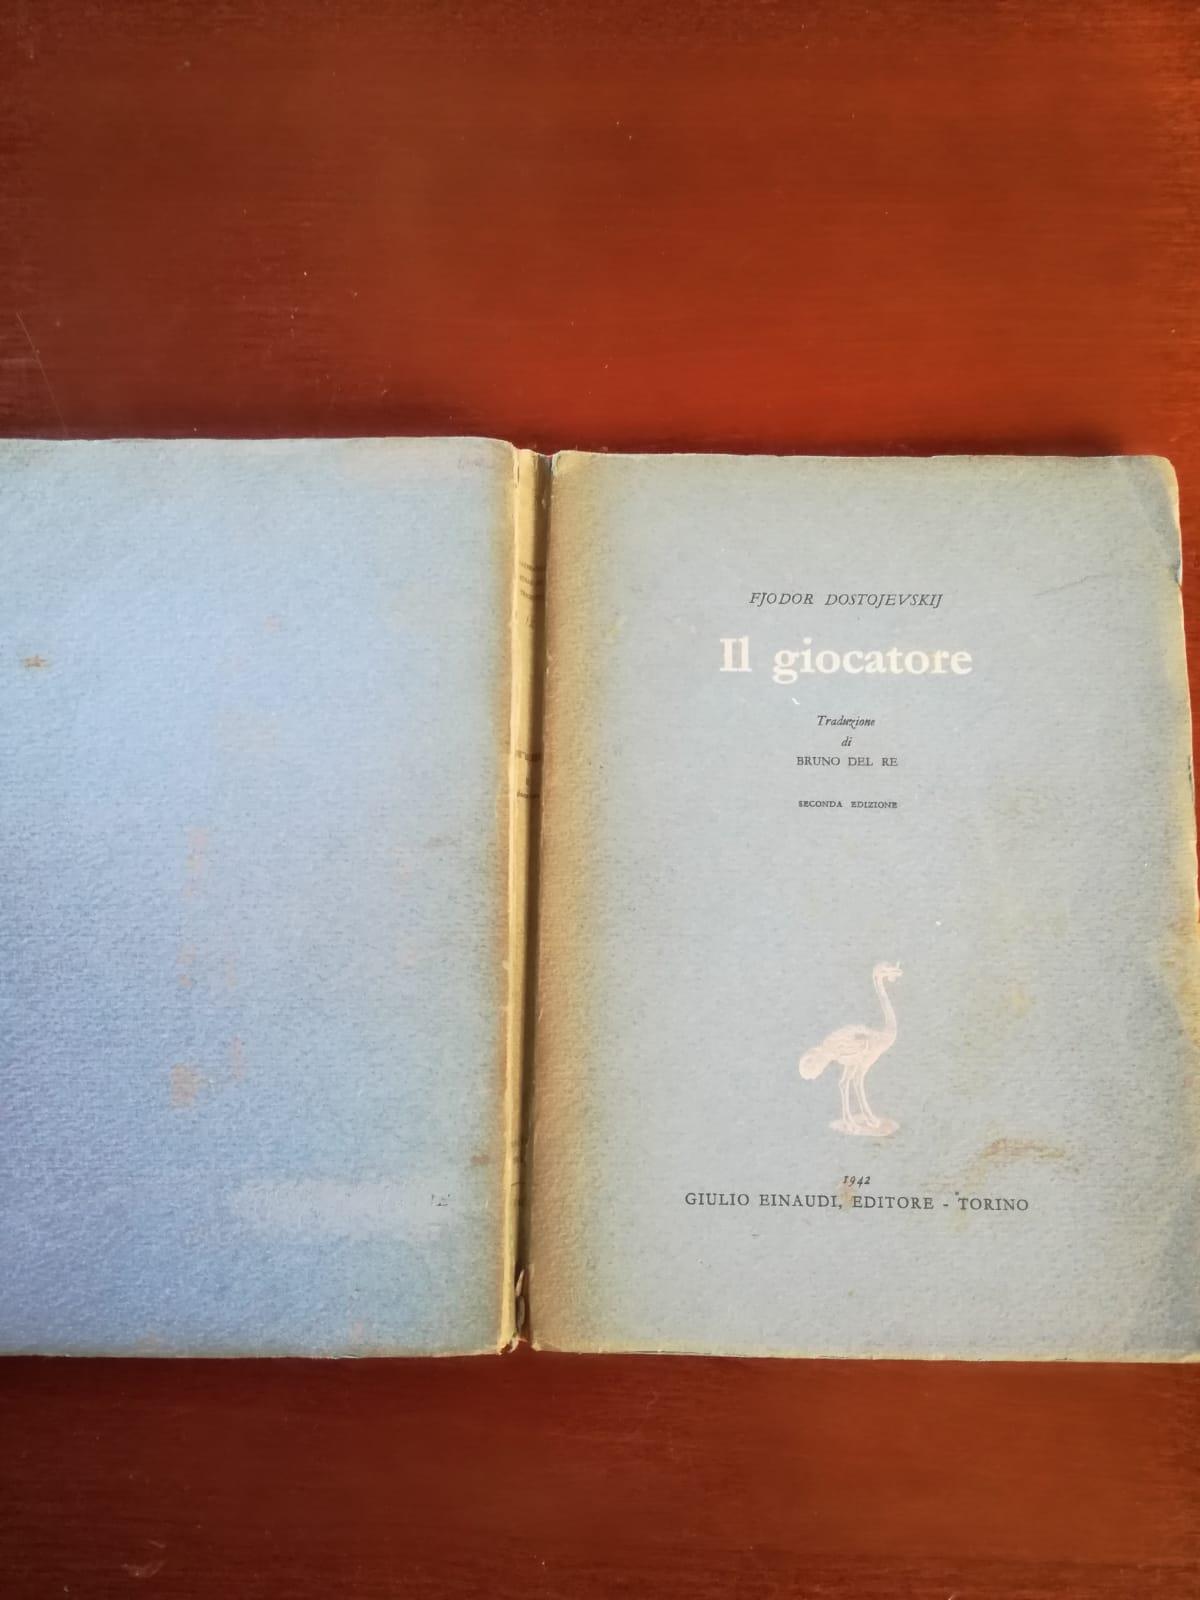 FJODOR DOSTOJEVSKIJ
Il giocatore
Traduzione
di
BRUNO DEL RE
SECONDA EDIZIONE
1942
GIULIO EINAUDI, EDITORE - TORINO